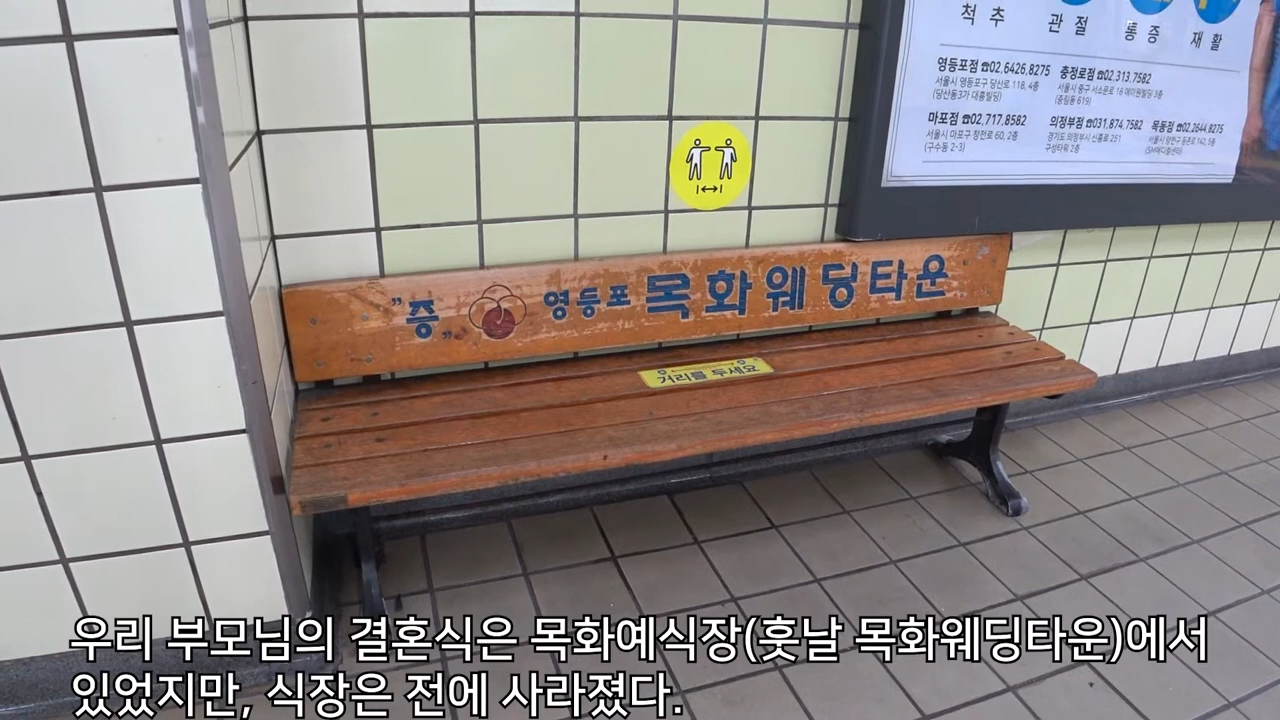 척추 관절 통증 재활
영등포점 ☎02.6426.8275 충정로점 ☎02.313.7582
서울시 영등포구 당산로 118, 4층 서울시 중구 서소문로 16 에이원빌딩 3층
(당산동3가 대흥빌딩) (중림동 619)
마포점 ☎02.717.8582 의정부점 ☎031.874.7582 목동점 ☎02.2644.8275
서울시 마포구 창전로 60, 2층 경기도 의정부시 신흥로 251
(구수동 2-3) 구성타워 2층
"증" 영등포 목화웨딩타운
거리를 두세요
우리 부모님의 결혼식은 목화예식장(훗날 목화웨딩타운)에서
있었지만, 식장은 전에 사라졌다.